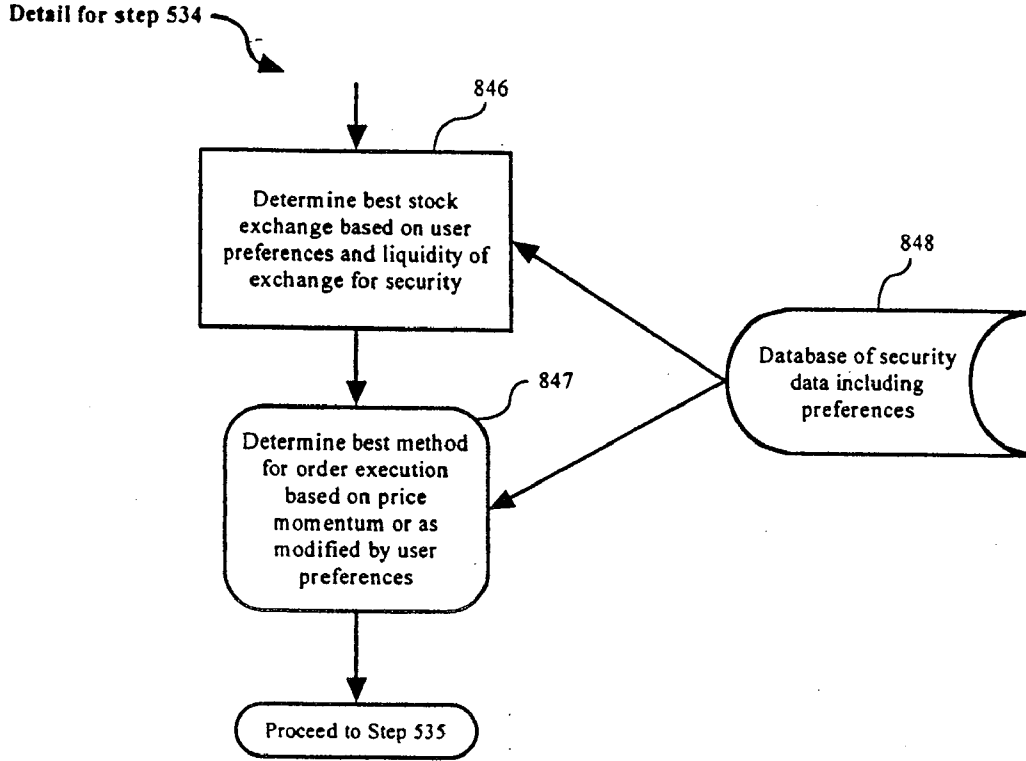 Detail for step 534
846
Determine best stock
exchange based on user
preferences and liquidity of
exchange for security
848
Database of security
data including
preferences
847
Determine best method
for order execution
based on price
momentum or as
modified by user
preferences
Proceed to Step 535